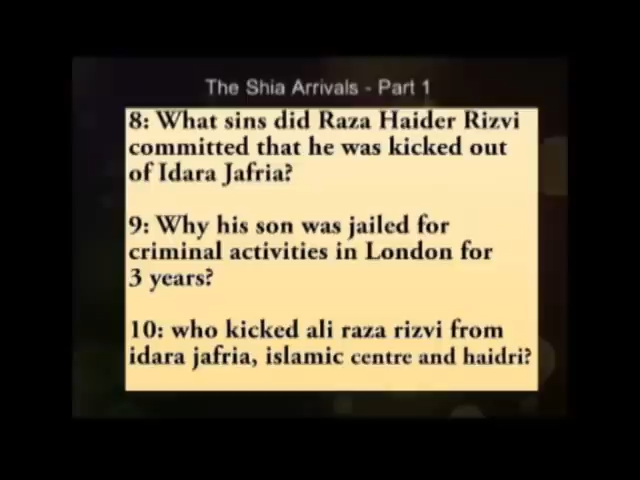 The Shia Arrivals - Part 1
8: What sins did Raza Haider Rizvi
committed that he was kicked out
of Idara Jafria?
9: Why his son was jailed for
criminal activities in London for
3 years?
10: who kicked ali raza rizvi from
idara jafria, islamic centre and haidri?